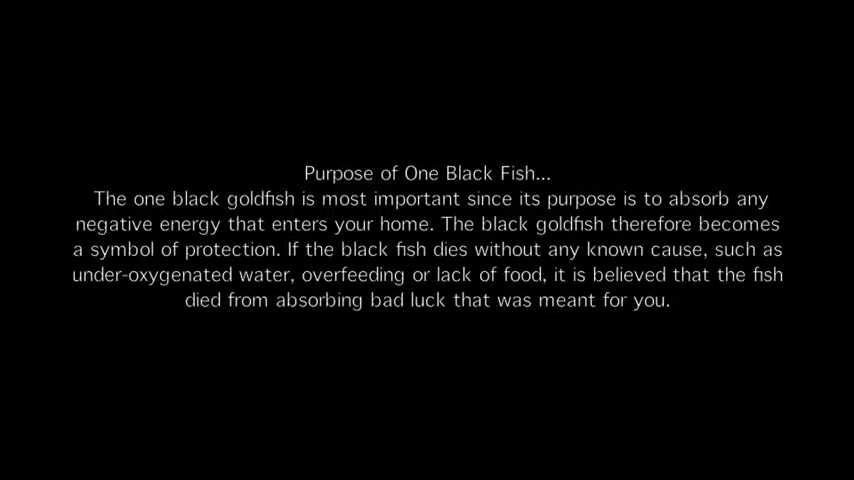 Purpose of One Black Fish...
The one black goldfish is most important since its purpose is to absorb any
negative energy that enters your home. The black goldfish therefore becomes
a symbol of protection. If the black fish dies without any known cause, such as
under-oxygenated water, overfeeding or lack of food, it is believed that the fish
died from absorbing bad luck that was meant for you.